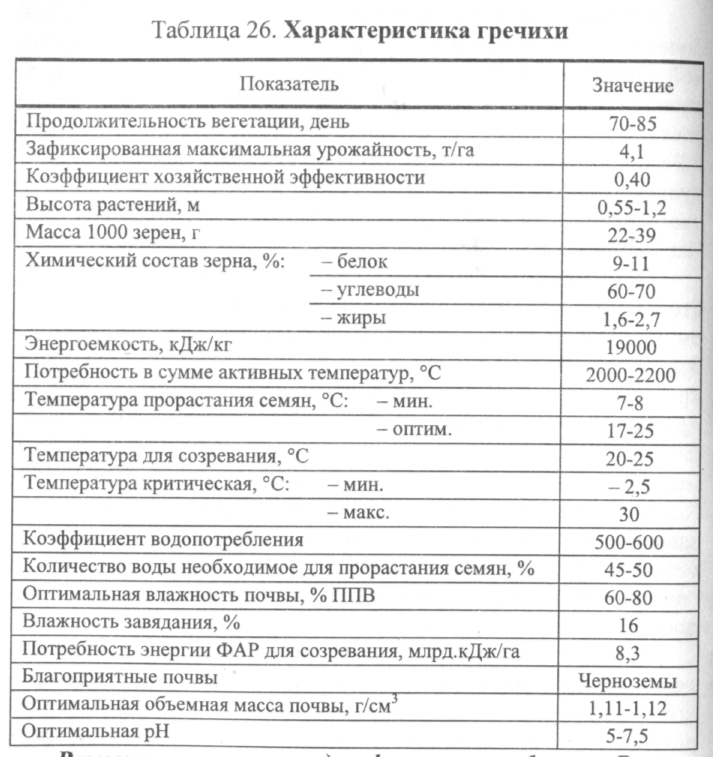 Таблица 26. Характеристика гречихи
Показатель Значение
Продолжительность вегетации, день 70-85
Зафиксированная максимальная урожайность, т/га 4,1
Коэффициент хозяйственной эффективности 0,40
Высота растений, м 0,55-1,2
Масса 1000 зерен, г 22-39
Химический состав зерна, %: – белок 9-11
– углеводы 60-70
– жиры 1,6-2,7
Энергоемкость, кДж/кг 19000
Потребность в сумме активных температур, °С 2000-2200
Температура прорастания семян, °С: – мин. 7-8
– оптим. 17-25
Температура для созревания, °С 20-25
Температура критическая, °С: – мин. – 2,5
– макс. 30
Коэффициент водопотребления 500-600
Количество воды необходимое для прорастания семян, % 45-50
Оптимальная влажность почвы, % ППВ 60-80
Влажность завядания, % 16
Потребность энергии ФАР для созревания, млрд.кДж/га 8,3
Благоприятные почвы Черноземы
Оптимальная объемная масса почвы, г/см³ 1,11-1,12
Оптимальная рН 5-7,5